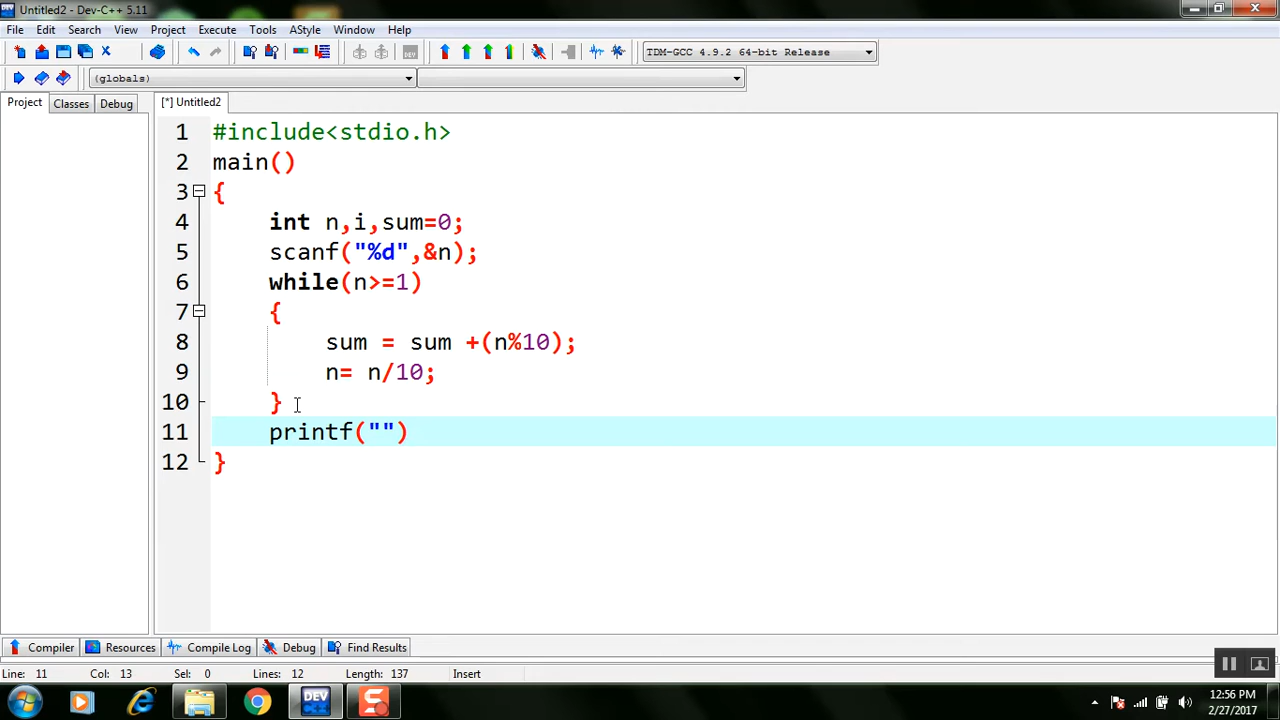 Untitled2 - Dev-C++ 5.11
File Edit Search View Project Execute Tools AStyle Window Help
TDM-GCC 4.9.2 64-bit Release
(globals)
Project Classes Debug [*] Untitled2
1 #include<stdio.h>
2 main()
3 {
4 int n,i,sum=0;
5 scanf("%d",&n);
6 while(n>=1)
7 {
8 sum = sum +(n%10);
9 n= n/10;
10 }
11 printf("")
12 }
Compiler Resources Compile Log Debug Find Results
Line: 11 Col: 13 Sel: 0 Lines: 12 Length: 137 Insert
DEV C++
12:56 PM
2/27/2017